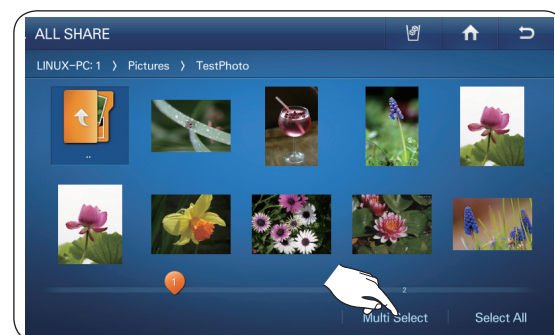 ALL SHARE
LINUX-PC: 1 > Pictures > TestPhoto
..
1
2
Multi Select
Select All